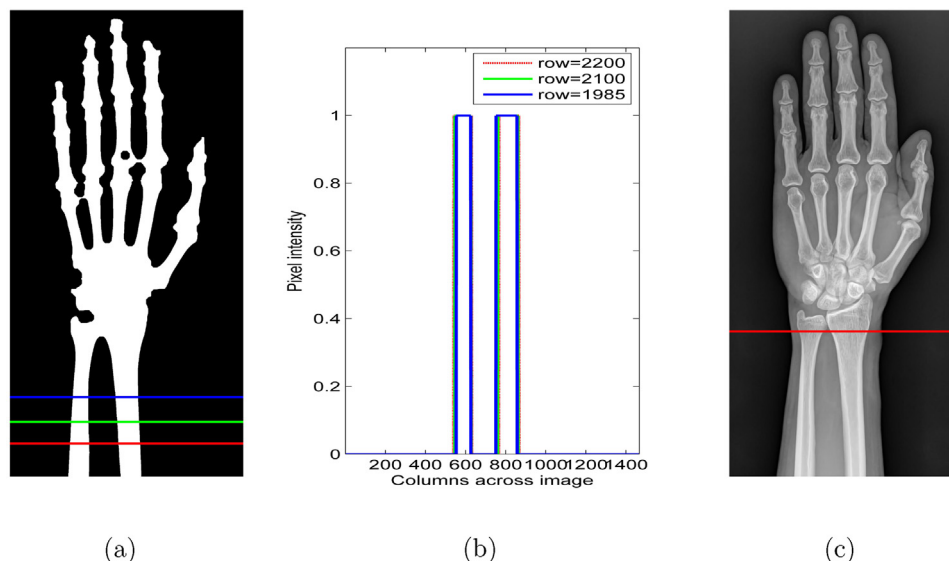 row=2200
row=2100
row=1985
Pixel intensity
1
0.8
0.6
0.4
0.2
0
200 400 600 800 1000 1200 1400
Columns across image
(a)
(b)
(c)